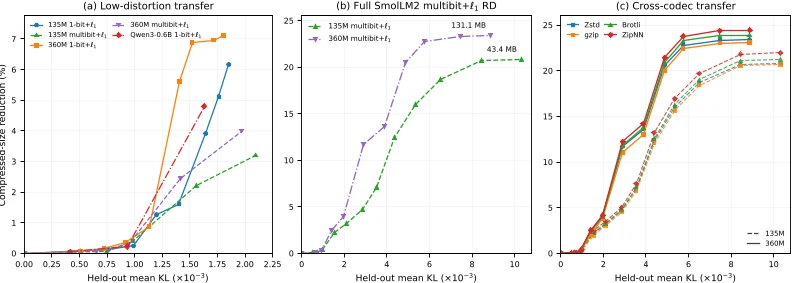 (a) Low-distortion transfer
135M 1-bit+ℓ₁
135M multibit+ℓ₁
360M 1-bit+ℓ₁
360M multibit+ℓ₁
Qwen3-0.6B 1-bit+ℓ₁
Compressed-size reduction (%)
7
6
5
4
3
2
1
0
0.00 0.25 0.50 0.75 1.00 1.25 1.50 1.75 2.00 2.25
Held-out mean KL (×10⁻³)
(b) Full SmolLM2 multibit+ℓ₁ RD
135M multibit+ℓ₁
360M multibit+ℓ₁
131.1 MB
43.4 MB
25
20
15
10
5
0
0 2 4 6 8 10
Held-out mean KL (×10⁻³)
(c) Cross-codec transfer
Zstd
gzip
Brotli
ZipNN
25
20
15
10
5
0
135M
360M
0 2 4 6 8 10
Held-out mean KL (×10⁻³)